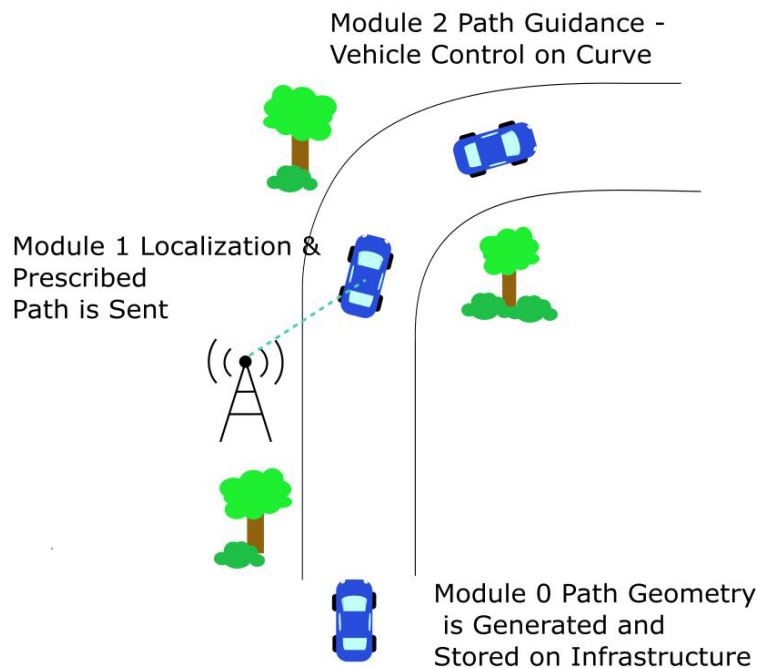 Module 2 Path Guidance -
Vehicle Control on Curve
Module 1 Localization &
Prescribed
Path is Sent
Module 0 Path Geometry
is Generated and
Stored on Infrastructure